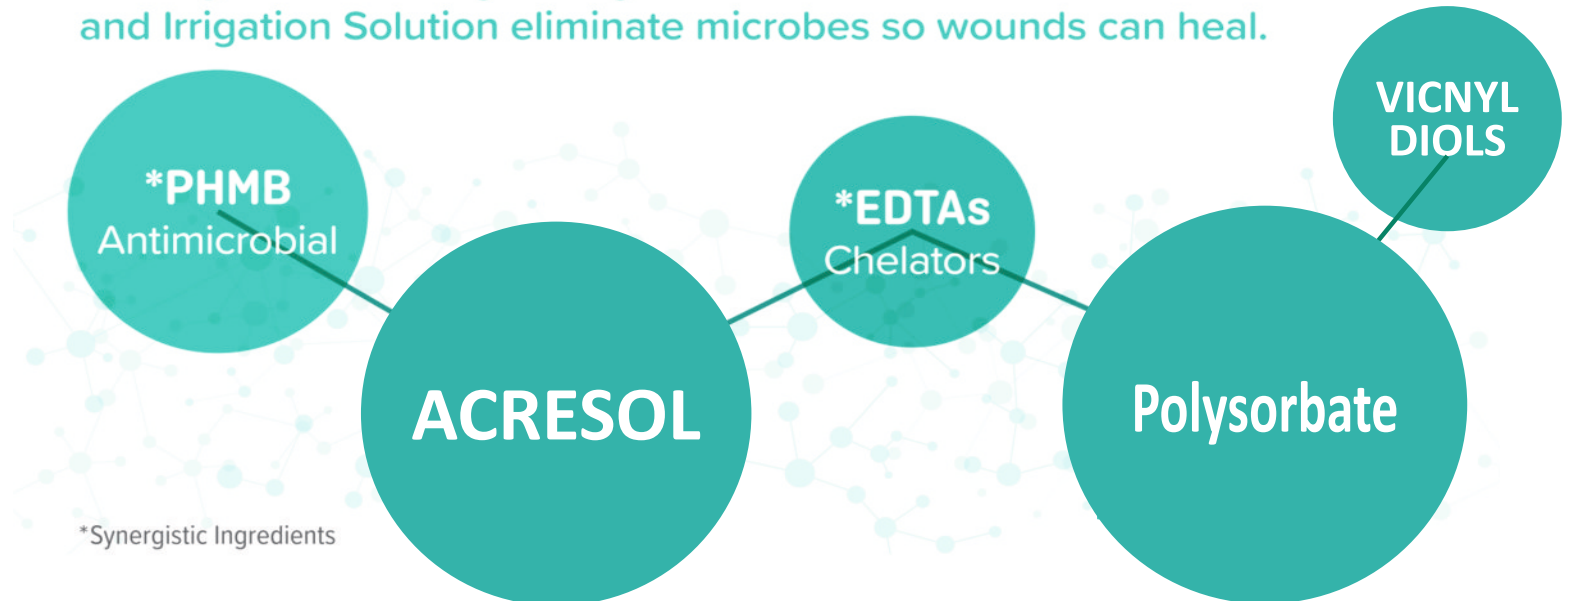 and Irrigation Solution eliminate microbes so wounds can heal.
*PHMB
Antimicrobial
ACRESOL
*EDTAs
Chelators
Polysorbate
VICNYL
DIOLS
*Synergistic Ingredients